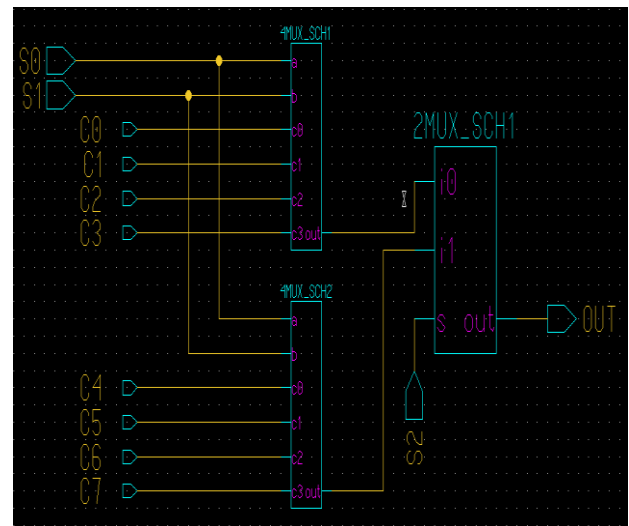 4MUX_SCH1
S0
a
S1
b
2MUX_SCH1
C0
c0
C1
c1
i0
C2
c2
C3
c3 out
i1
4MUX_SCH2
a
s out
OUT
b
C4
c0
C5
c1
S2
C6
c2
C7
c3 out